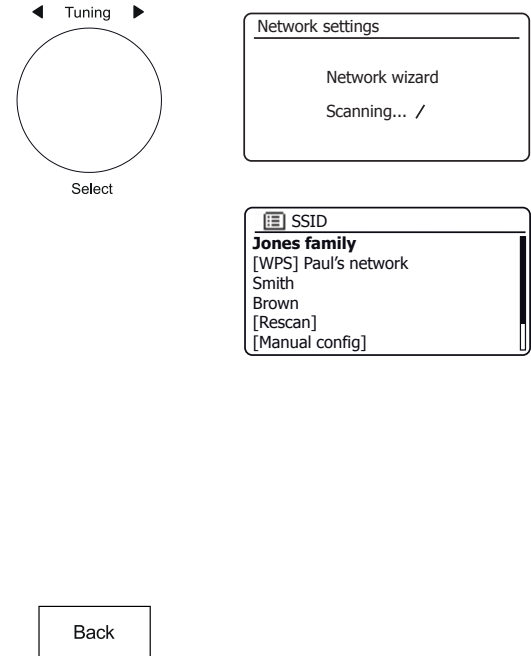 Tuning
Select
Network settings
Network wizard
Scanning... /
SSID
Jones family
[WPS] Paul's network
Smith
Brown
[Rescan]
[Manual config]
Back